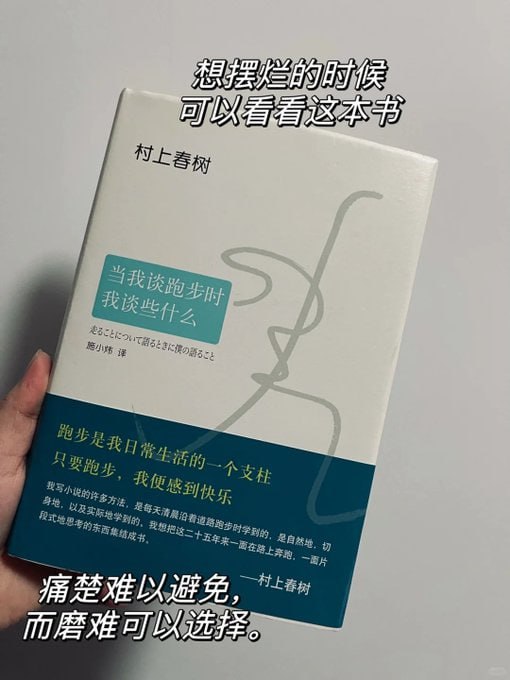 想摆烂的时候
可以看看这本书
村上春树
当我谈跑步时
我谈些什么
走ることについて語るときに僕の語ること
施小炜 译
跑步是我日常生活的一个支柱
只要跑步，我便感到快乐
我写小说的许多方法，是每天清晨沿着道路跑步时学到的，是自然地、切
身地，以及实际地学到的。我想把这二十五年来一面在路上奔跑，一面片
段式地思考的东西集结成书。
——村上春树
痛楚难以避免，
而磨难可以选择。